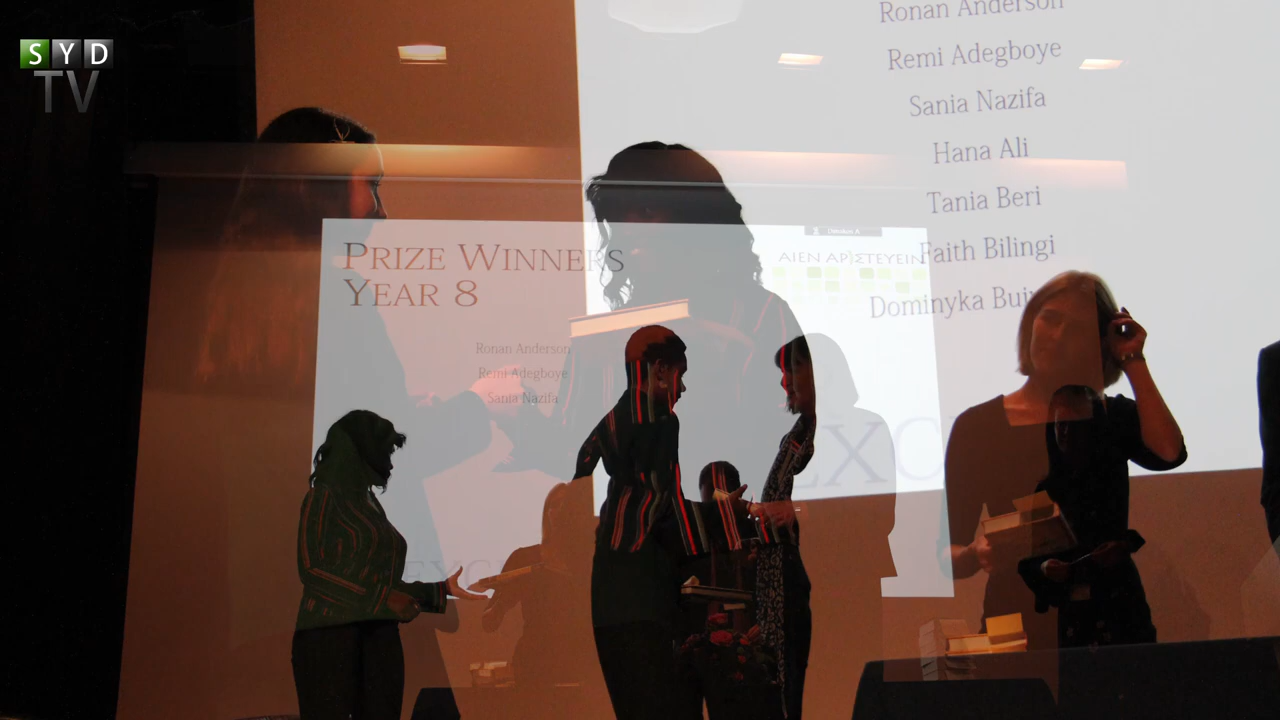 SYD
TV
Ronan Anderson
Remi Adegboye
Sania Nazifa
Hana Ali
Tania Beri
Faith Bilingi
Dominyka
PRIZE WINNERS
YEAR 8
ΑΙΕΝ ΑΡΙΣΤΕΥΕΙΝ
Ronan Anderson
Remi Adegboye
Sania Nazifa